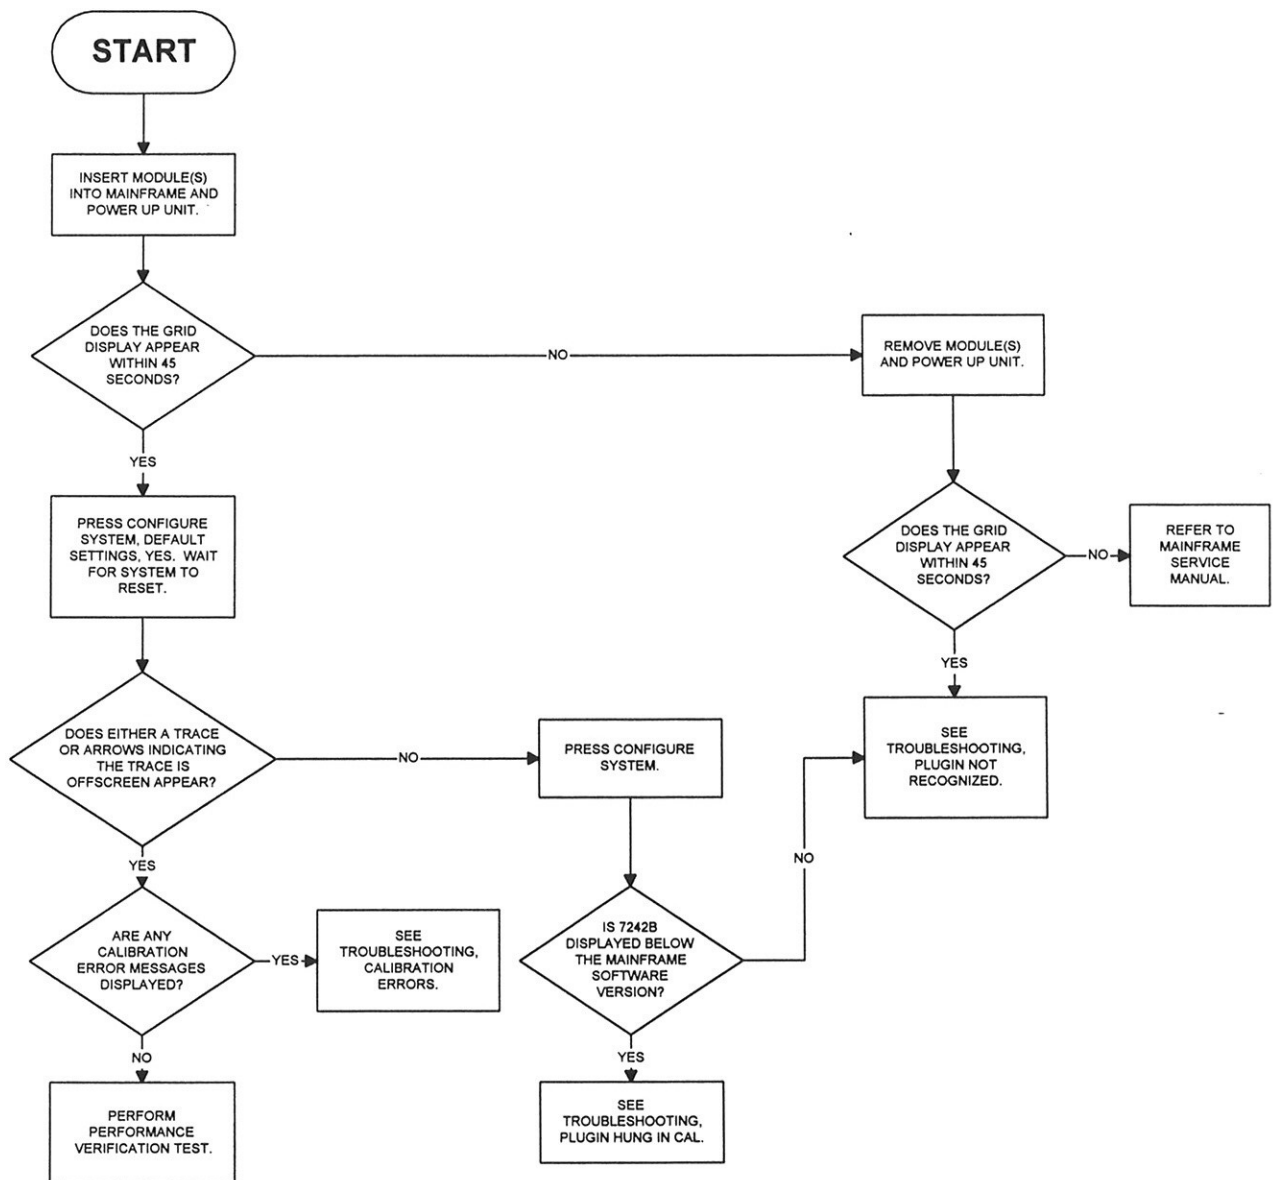 START
INSERT MODULE(S)
INTO MAINFRAME AND
POWER UP UNIT.
DOES THE GRID
DISPLAY APPEAR
WITHIN 45
SECONDS?
NO
REMOVE MODULE(S)
AND POWER UP UNIT.
YES
PRESS CONFIGURE
SYSTEM, DEFAULT
SETTINGS, YES. WAIT
FOR SYSTEM TO
RESET.
DOES THE GRID
DISPLAY APPEAR
WITHIN 45
SECONDS?
NO
REFER TO
MAINFRAME
SERVICE
MANUAL.
YES
DOES EITHER A TRACE
OR ARROWS INDICATING
THE TRACE IS
OFFSCREEN APPEAR?
NO
PRESS CONFIGURE
SYSTEM.
SEE
TROUBLESHOOTING,
PLUGIN NOT
RECOGNIZED.
YES
NO
ARE ANY
CALIBRATION
ERROR MESSAGES
DISPLAYED?
YES
SEE
TROUBLESHOOTING,
CALIBRATION
ERRORS.
IS 7242B
DISPLAYED BELOW
THE MAINFRAME
SOFTWARE
VERSION?
NO
YES
PERFORM
PERFORMANCE
VERIFICATION TEST.
SEE
TROUBLESHOOTING,
PLUGIN HUNG IN CAL.